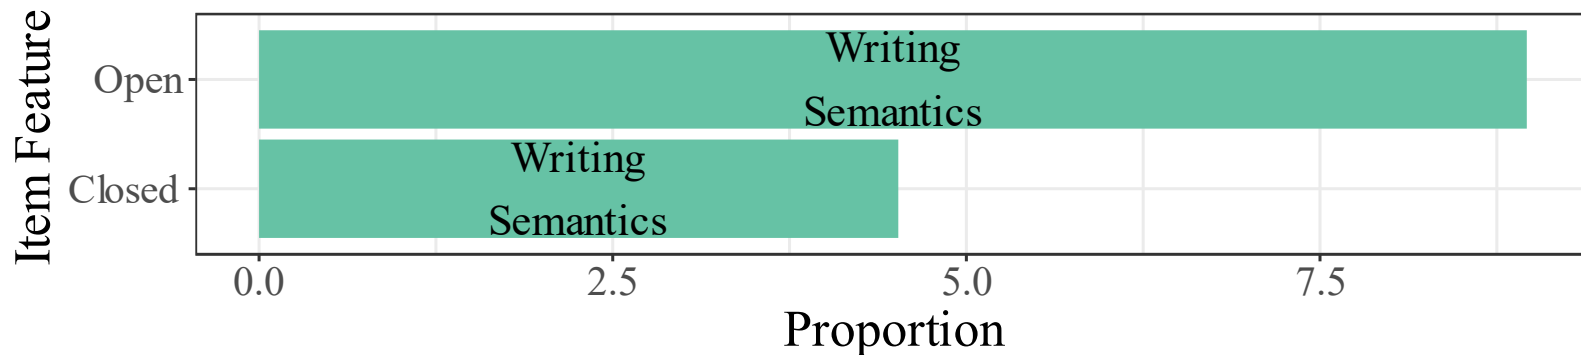 Item Feature
Open
Writing
Semantics
Closed
Writing
Semantics
0.0 2.5 5.0 7.5
Proportion